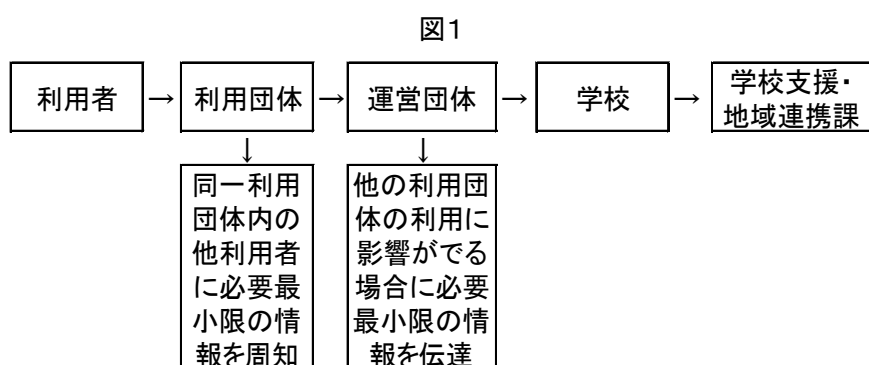 図1
利用者 → 利用団体 → 運営団体 → 学校 → 学校支援・
地域連携課
↓ ↓
同一利用
団体内の
他利用者
に必要最
小限の情
報を周知
他の利用団
体の利用に
影響がでる
場合に必要
最小限の情
報を伝達